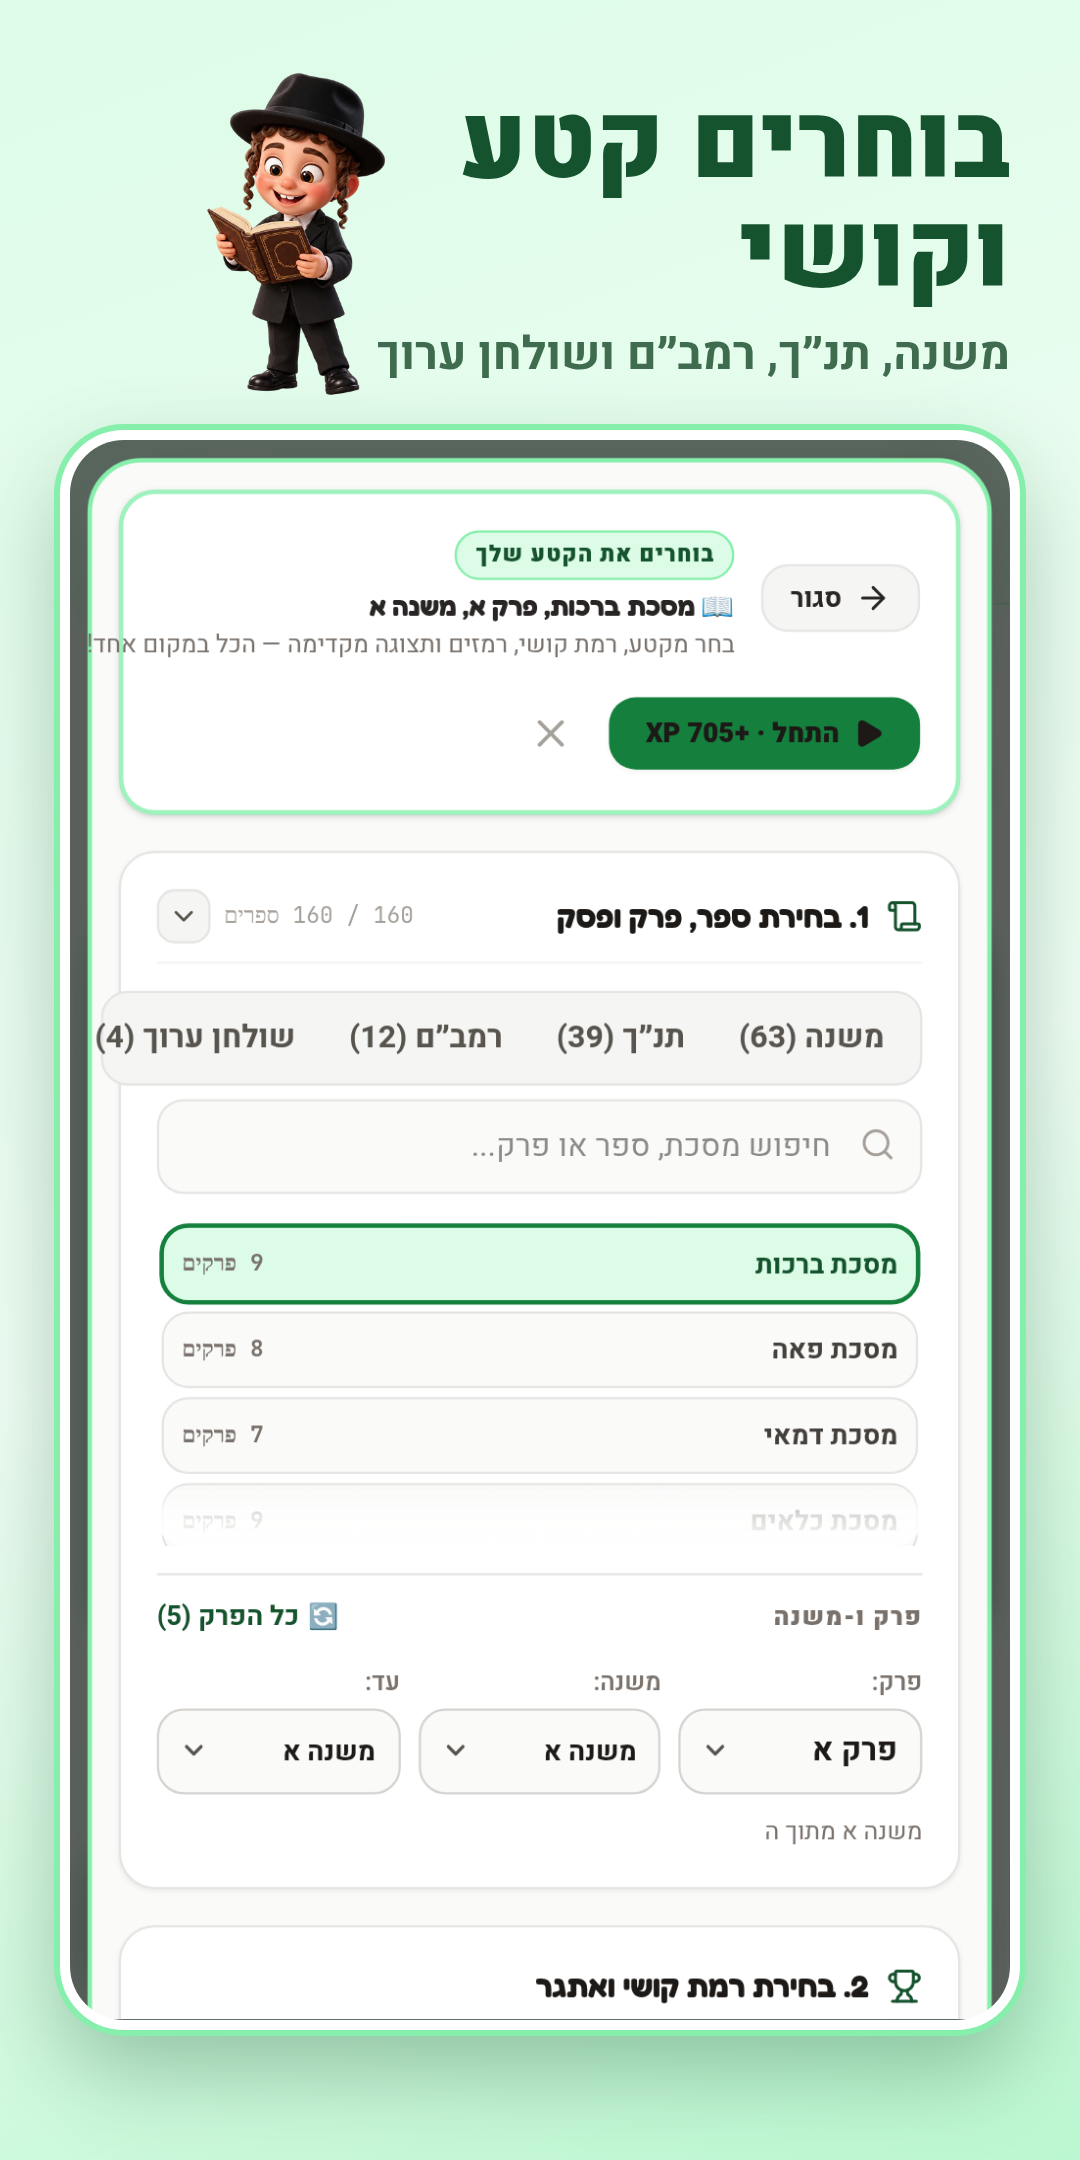 בוחרים קטע
וקושי
משנה, תנ״ך, רמב״ם ושולחן ערוך
סגור
בוחרים את הקטע שלך
📖 מסכת ברכות, פרק א, משנה א
בחר מקטע, רמת קושי, רמזים ותצוגה מקדימה — הכל במקום אחד!
התחל · +705 XP
1. בחירת ספר, פרק ופסק
160 / 160 ספרים
משנה (63) תנ״ך (39) רמב״ם (12) שולחן ערוך (4)
חיפוש מסכת, ספר או פרק...
מסכת ברכות 9 פרקים
מסכת פאה 8 פרקים
מסכת דמאי 7 פרקים
מסכת כלאים 9 פרקים
פרק ו-משנה 🔄 כל הפרק (5)
פרק: משנה: עד:
פרק א משנה א משנה א
משנה א מתוך ה
2. בחירת רמת קושי ואתגר